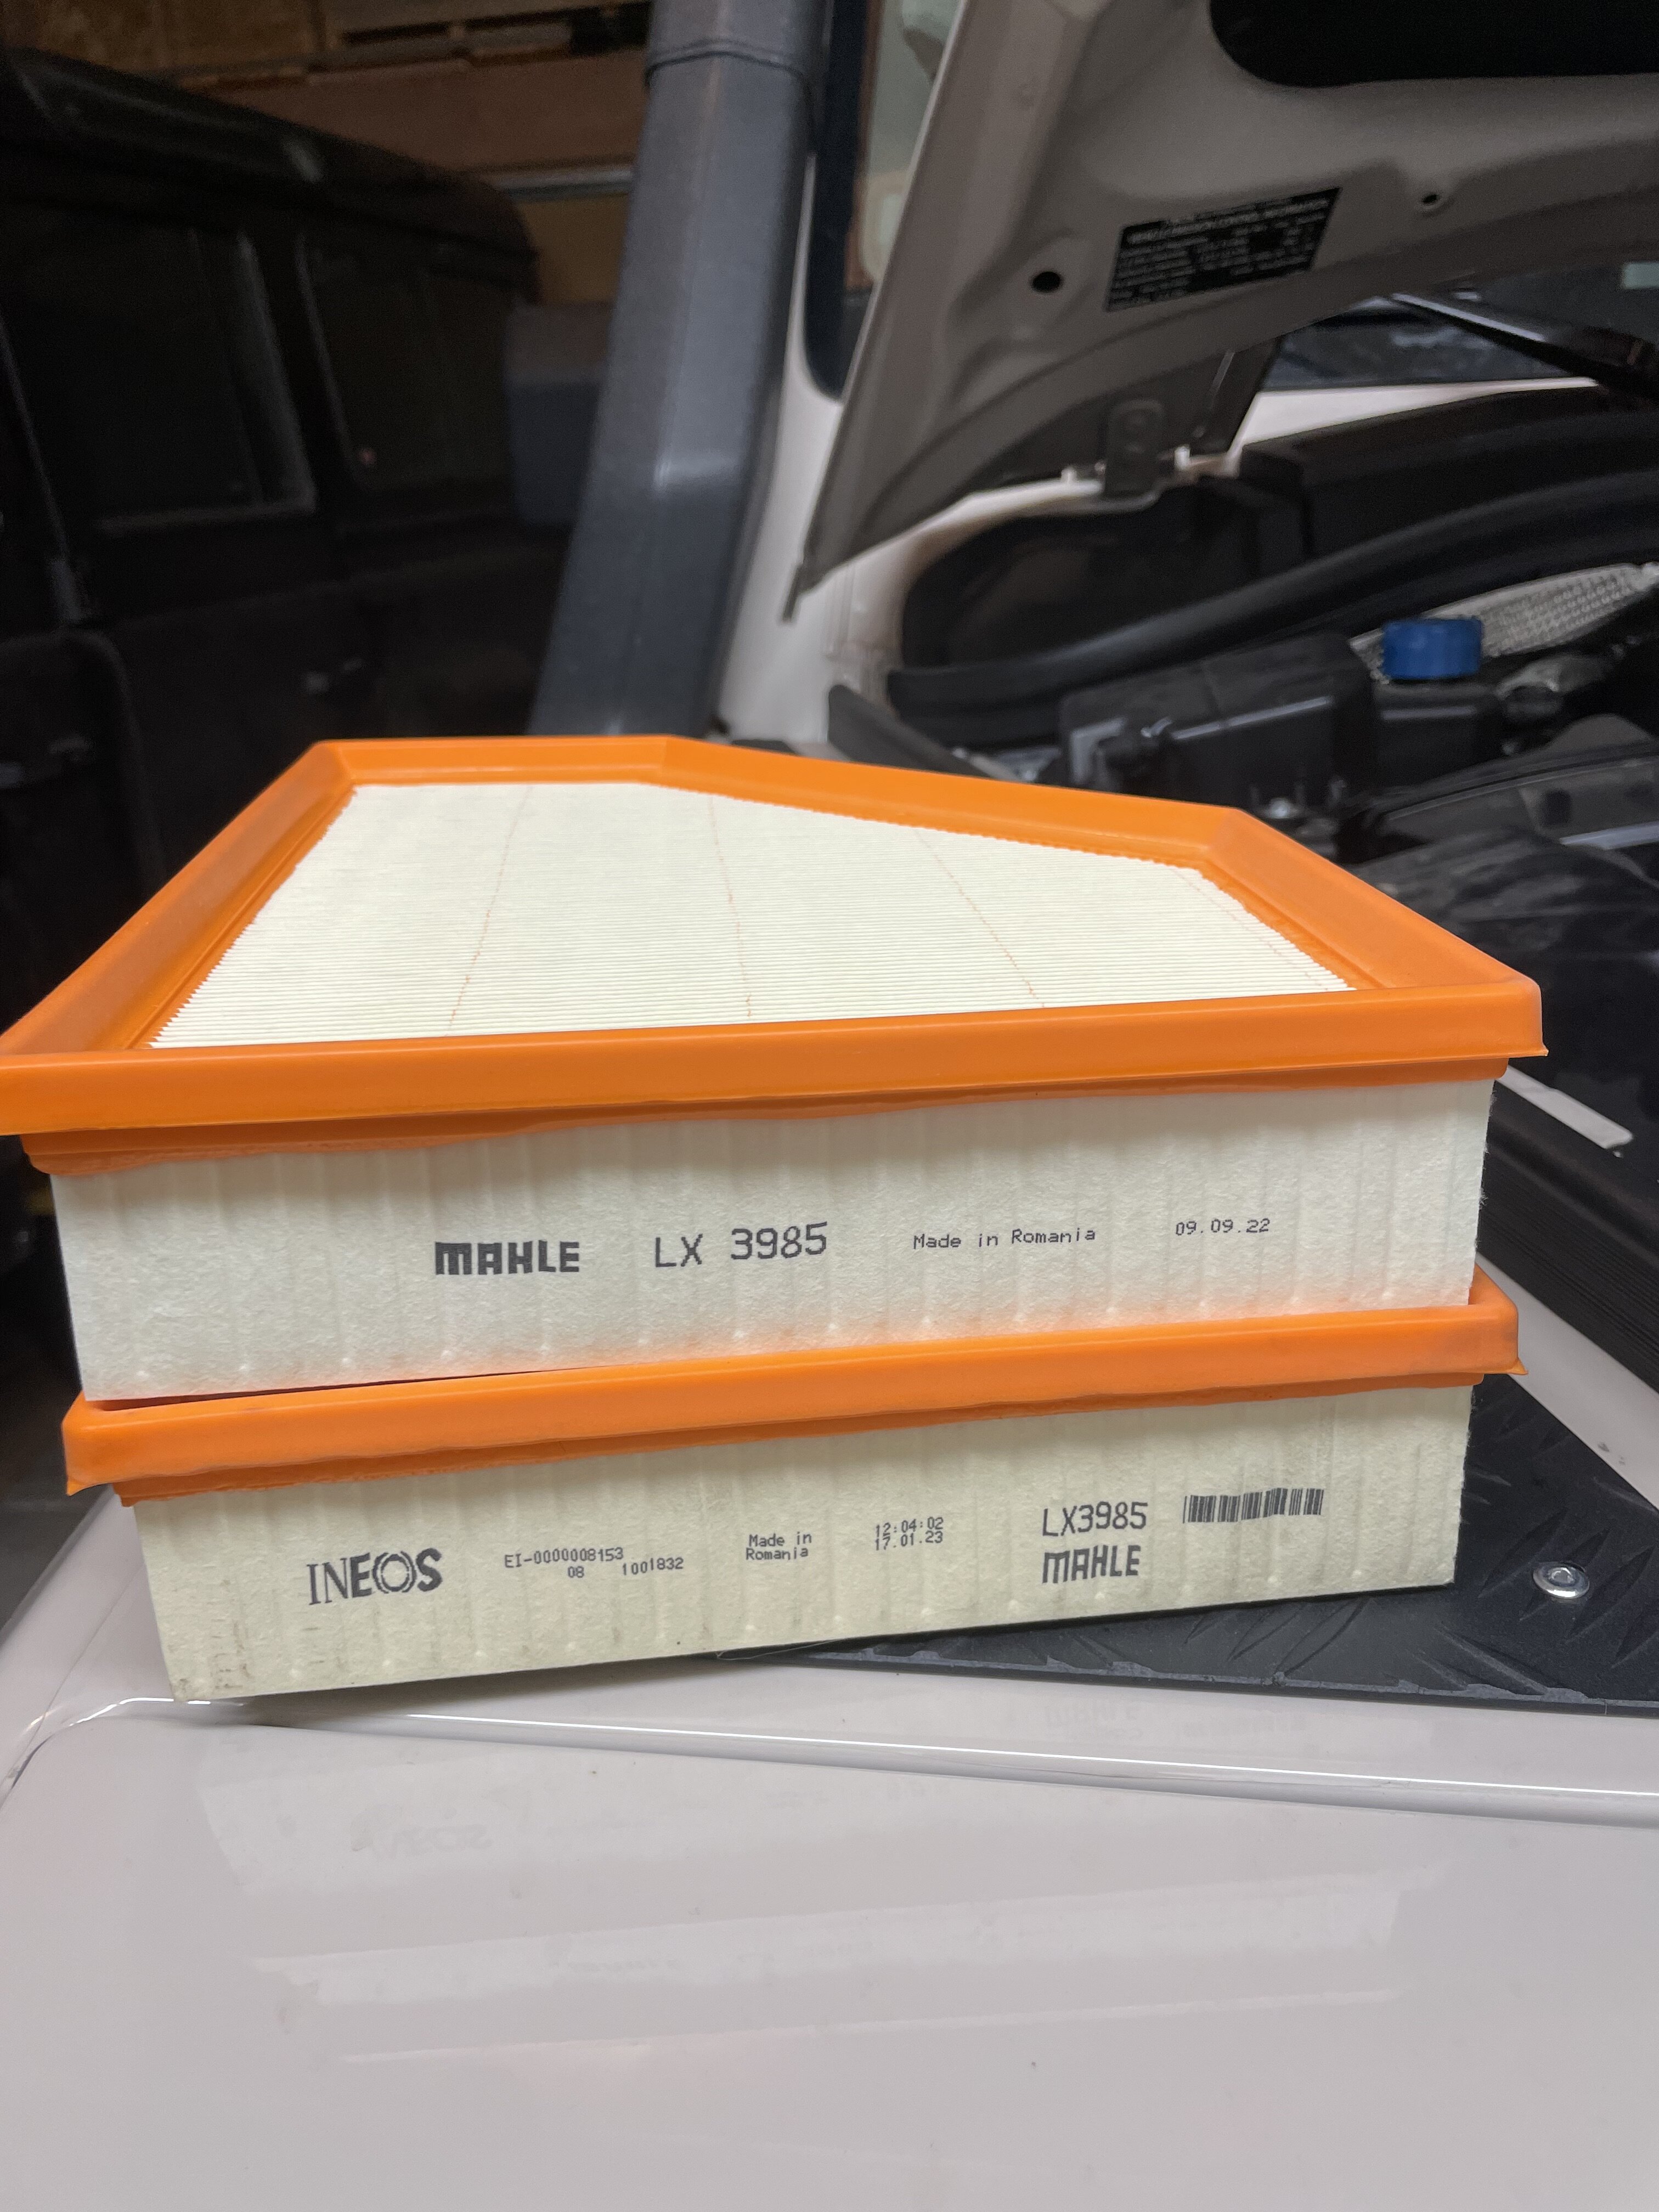 MAHLE LX 3985 Made in Romania 09.09.22
INEOS
EI-0000008153
08 1001832
Made in
Romania
12:04:02
17.01.23
LX3985
MAHLE